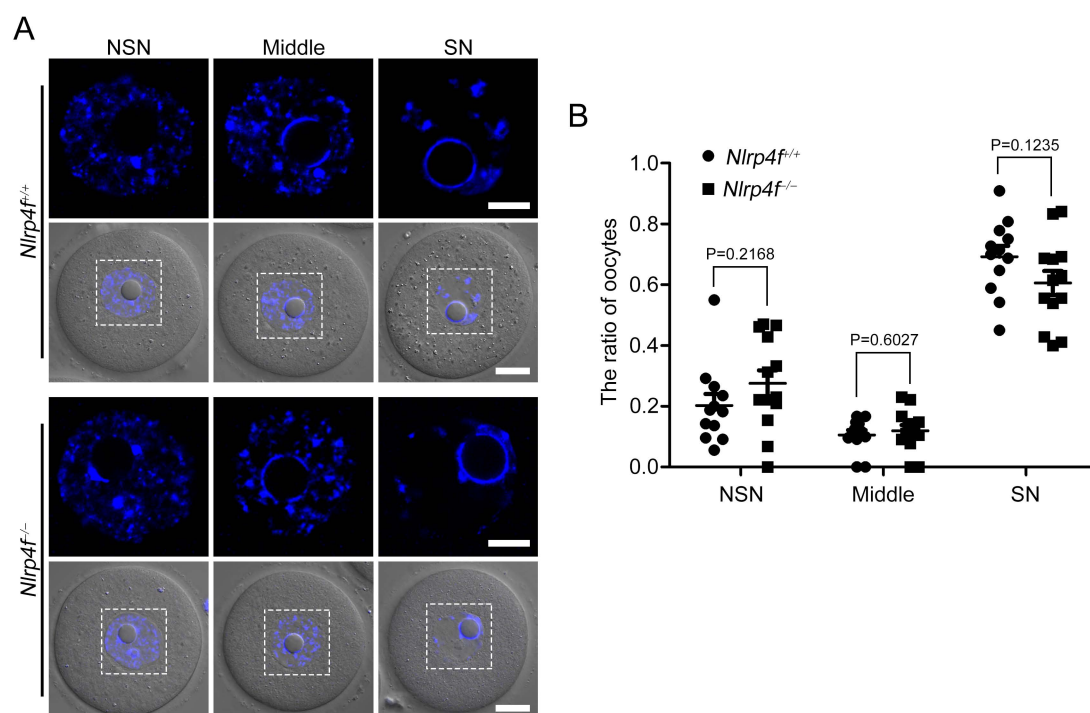 A
NSN Middle SN
Nlrp4f+/+
Nlrp4f−/−
B
The ratio of oocytes
1.0
0.8
0.6
0.4
0.2
0.0
Nlrp4f+/+
Nlrp4f−/−
P=0.2168
P=0.6027
P=0.1235
NSN Middle SN